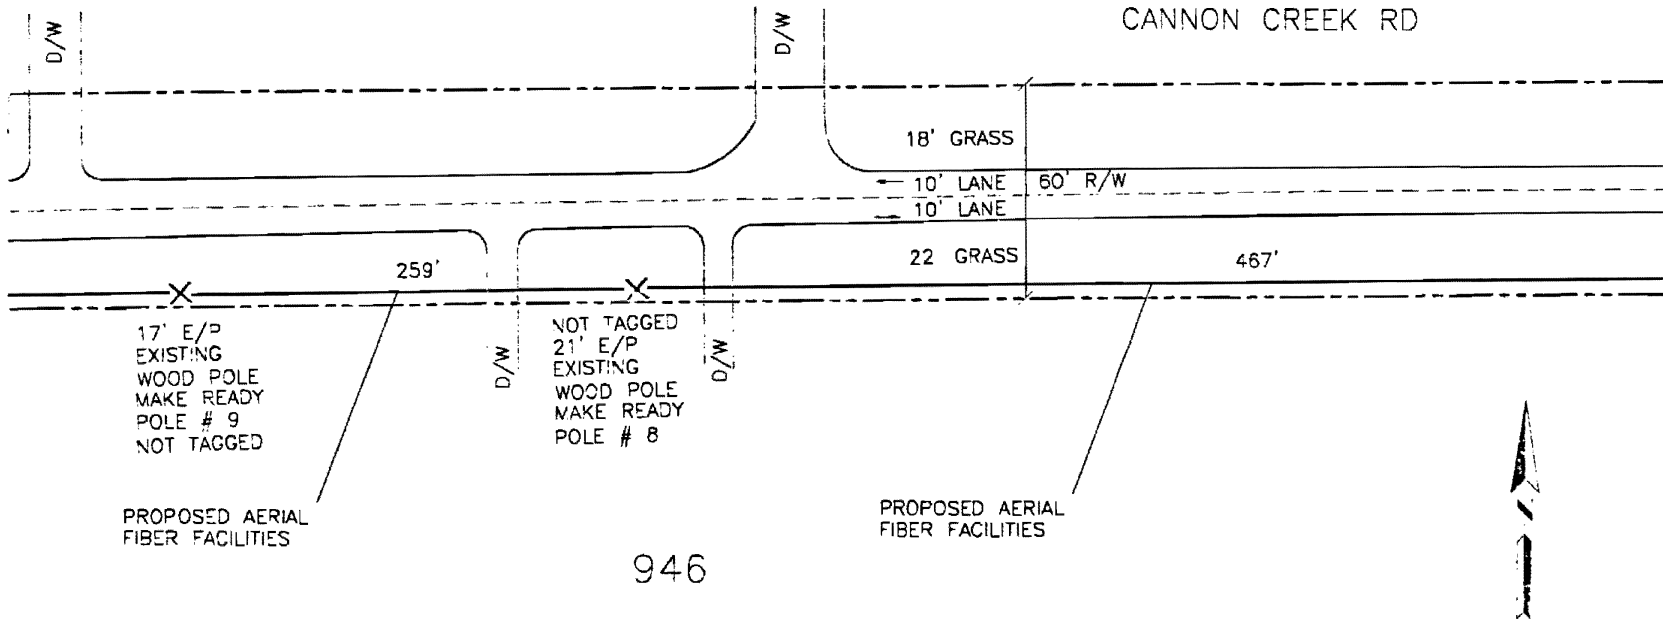 CANNON CREEK RD
D/W
D/W
18' GRASS
10' LANE
60' R/W
10' LANE
22 GRASS
259'
467'
17' E/P
EXISTING
WOOD POLE
MAKE READY
POLE # 9
NOT TAGGED
D/W
NOT TAGGED
21' E/P
EXISTING
WOOD POLE
MAKE READY
POLE # 8
D/W
PROPOSED AERIAL
FIBER FACILITIES
PROPOSED AERIAL
FIBER FACILITIES
946